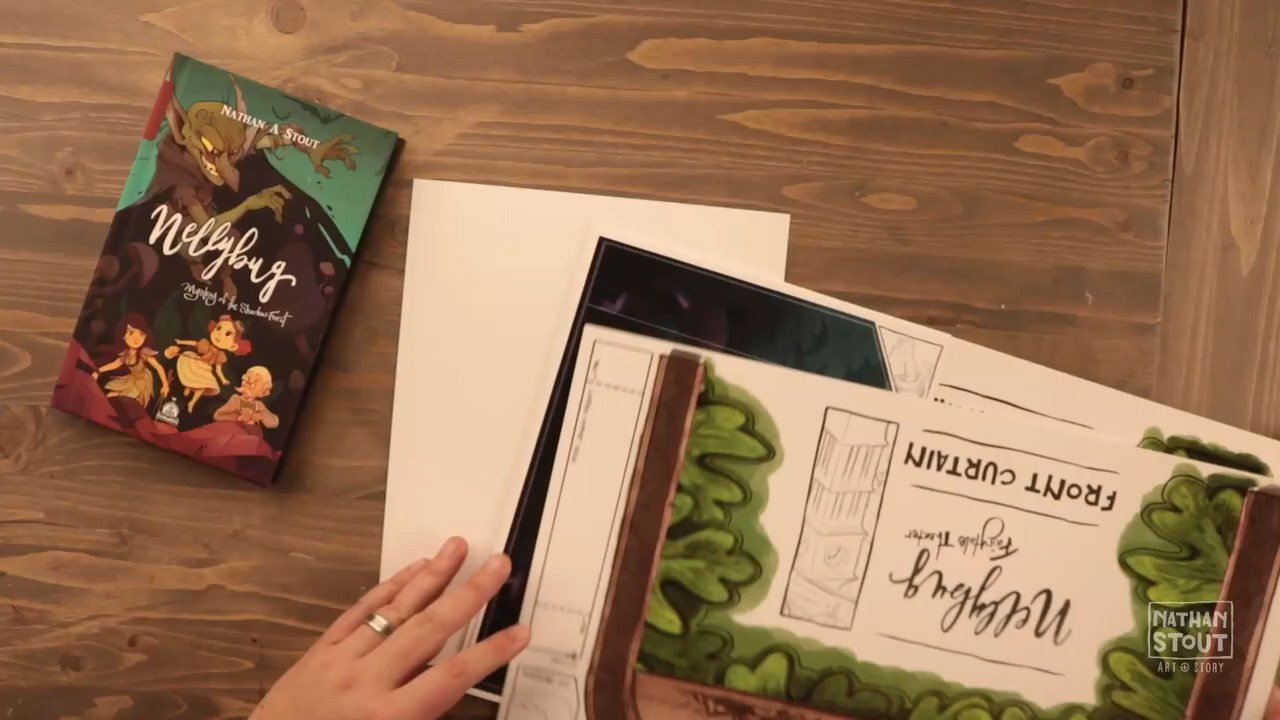 NATHAN A STOUT
Nellybug
Mystery of the Shadow Forest
FRONT CURTAIN
Fairytale Theater
Nellybug
NATHAN
STOUT
ART + STORY